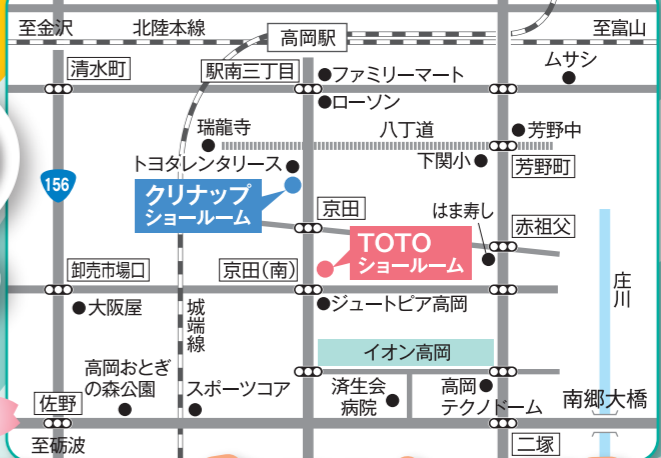 至金沢
北陸本線
高岡駅
至富山
清水町
駅南三丁目
ファミリーマート
ムサシ
ローソン
瑞龍寺
八丁道
芳野中
トヨタレンタリース
下関小
芳野町
156
クリナップ
ショールーム
京田
はま寿し
赤祖父
TOTO
ショールーム
卸売市場口
京田(南)
庄川
大阪屋
城端線
ジュートピア高岡
イオン高岡
高岡おとぎ
の森公園
スポーツコア
済生会
病院
高岡
テクノドーム
南郷大橋
佐野
至砺波
二塚